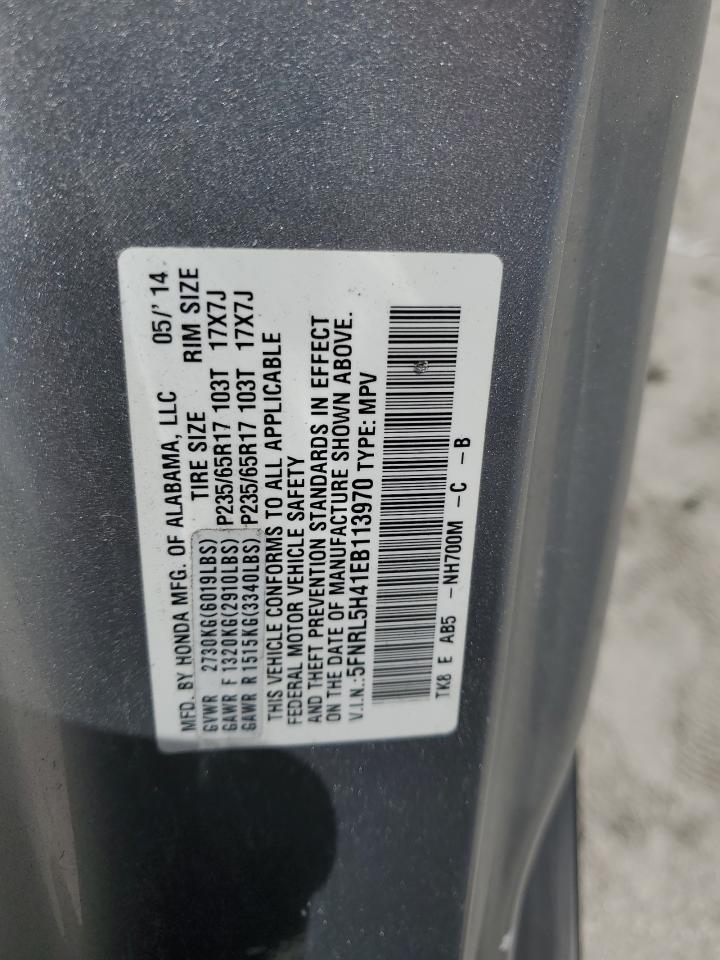 MFD. BY HONDA MFG. OF ALABAMA, LLC 05/'14
TIRE SIZE RIM SIZE
GVWR 2730KG(6019LBS)
GAWR F 1320KG(2910LBS) P235/65R17 103T 17X7J
GAWR R 1515KG(3340LBS) P235/65R17 103T 17X7J
THIS VEHICLE CONFORMS TO ALL APPLICABLE
FEDERAL MOTOR VEHICLE SAFETY
AND THEFT PREVENTION STANDARDS IN EFFECT
ON THE DATE OF MANUFACTURE SHOWN ABOVE.
V.I.N.:5FNRL5H41EB113970 TYPE: MPV
TK8 E AB5 -NH700M -C -B